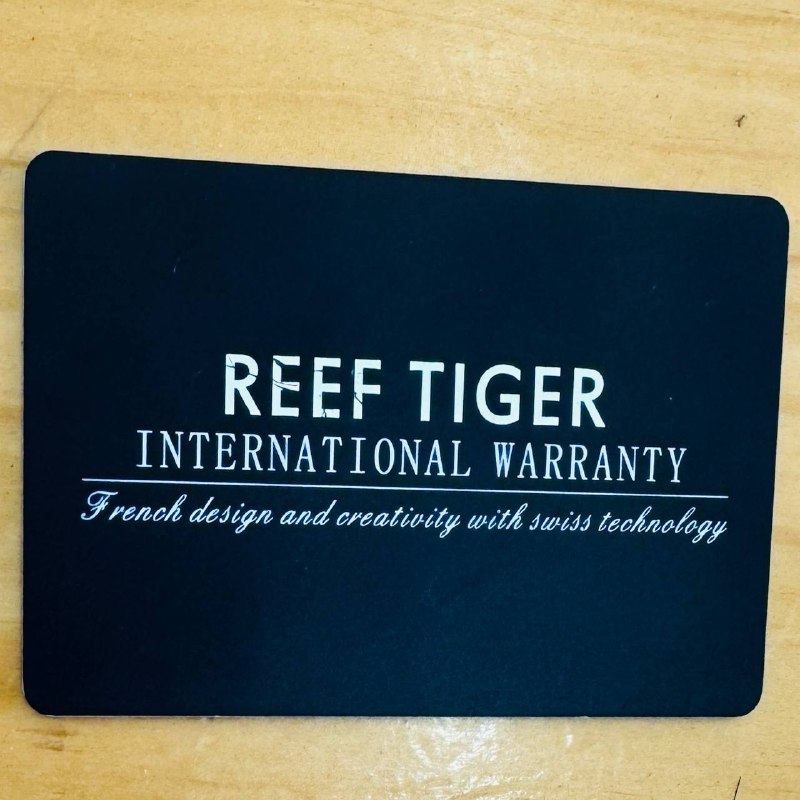 REEF TIGER
INTERNATIONAL WARRANTY
French design and creativity with swiss technology